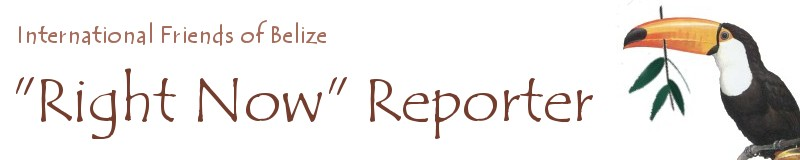 International Friends of Belize
"Right Now" Reporter